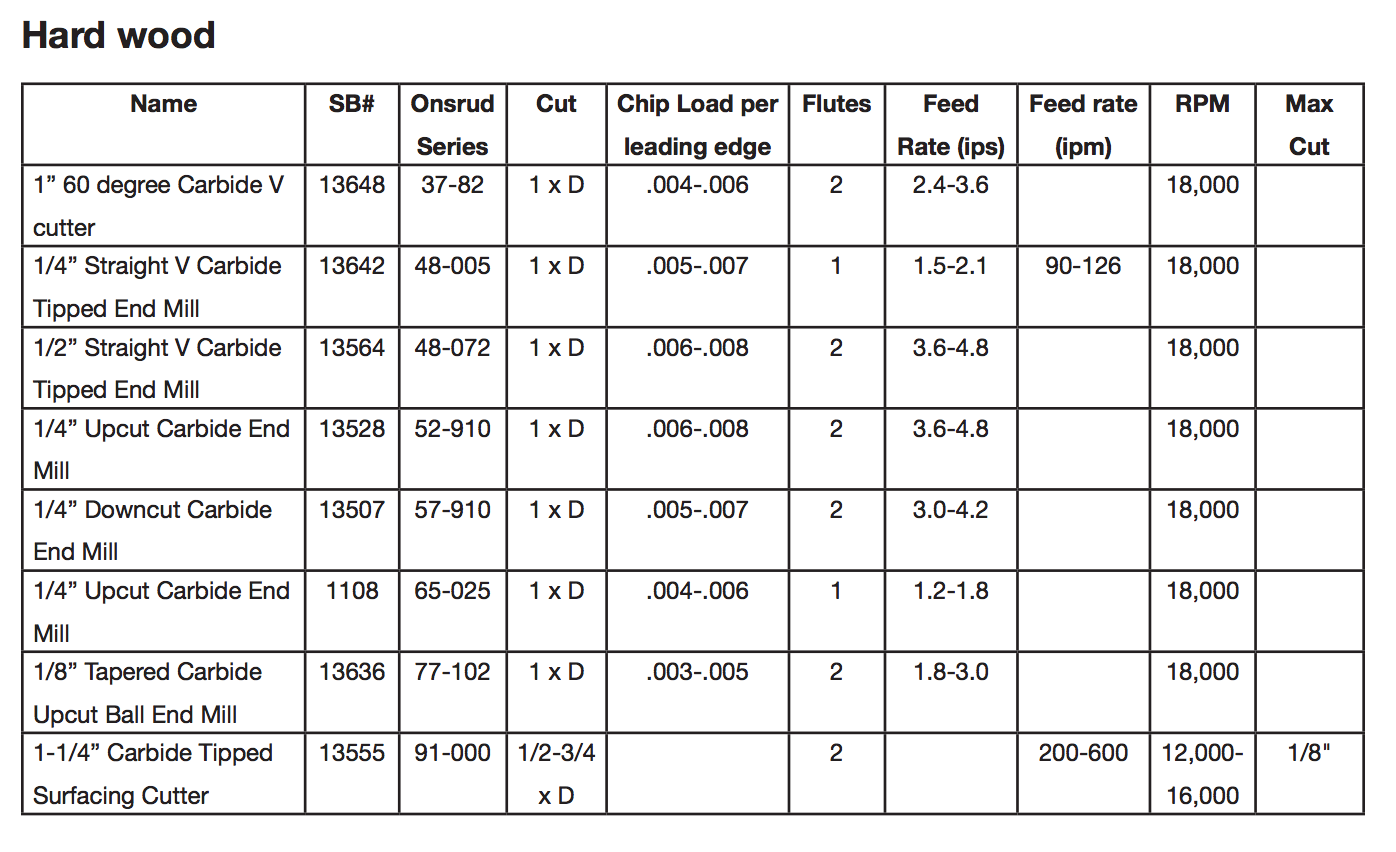 Hard wood
Name SB# Onsrud Cut Chip Load per Flutes Feed Feed rate RPM Max
Series leading edge Rate (ips) (ipm) Cut
1” 60 degree Carbide V 13648 37-82 1 x D .004-.006 2 2.4-3.6 18,000
cutter
1/4” Straight V Carbide 13642 48-005 1 x D .005-.007 1 1.5-2.1 90-126 18,000
Tipped End Mill
1/2” Straight V Carbide 13564 48-072 1 x D .006-.008 2 3.6-4.8 18,000
Tipped End Mill
1/4” Upcut Carbide End 13528 52-910 1 x D .006-.008 2 3.6-4.8 18,000
Mill
1/4” Downcut Carbide 13507 57-910 1 x D .005-.007 2 3.0-4.2 18,000
End Mill
1/4” Upcut Carbide End 1108 65-025 1 x D .004-.006 1 1.2-1.8 18,000
Mill
1/8” Tapered Carbide 13636 77-102 1 x D .003-.005 2 1.8-3.0 18,000
Upcut Ball End Mill
1-1/4” Carbide Tipped 13555 91-000 1/2-3/4 2 200-600 12,000- 1/8"
Surfacing Cutter x D 16,000